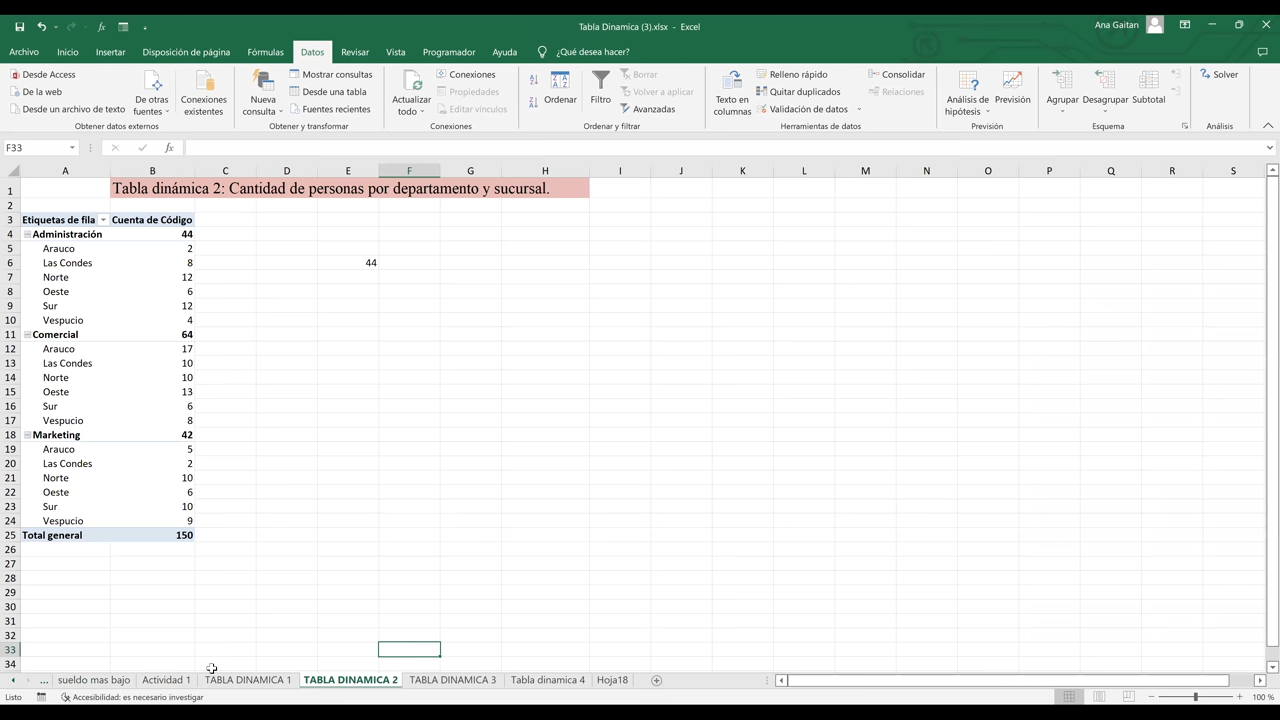 Tabla Dinamica (3).xlsx - Excel
Ana Gaitan
Archivo Inicio Insertar Disposición de página Fórmulas Datos Revisar Vista Programador Ayuda ¿Qué desea hacer?
Desde Access
De la web
Desde un archivo de texto
De otras fuentes
Conexiones existentes
Obtener datos externos
Nueva consulta
Mostrar consultas
Desde una tabla
Fuentes recientes
Obtener y transformar
Actualizar todo
Conexiones
Propiedades
Editar vínculos
Conexiones
Ordenar
Filtro
Borrar
Volver a aplicar
Avanzadas
Ordenar y filtrar
Texto en columnas
Relleno rápido
Quitar duplicados
Validación de datos
Consolidar
Relaciones
Herramientas de datos
Análisis de hipótesis
Previsión
Previsión
Agrupar
Desagrupar
Subtotal
Esquema
Solver
Análisis
F33
A B C D E F G H I J K L M N O P Q R S
1 Tabla dinámica 2: Cantidad de personas por departamento y sucursal.
2
3 Etiquetas de fila Cuenta de Código
4 Administración 44
5 Arauco 2
6 Las Condes 8 44
7 Norte 12
8 Oeste 6
9 Sur 12
10 Vespucio 4
11 Comercial 64
12 Arauco 17
13 Las Condes 10
14 Norte 10
15 Oeste 13
16 Sur 6
17 Vespucio 8
18 Marketing 42
19 Arauco 5
20 Las Condes 2
21 Norte 10
22 Oeste 6
23 Sur 10
24 Vespucio 9
25 Total general 150
26
27
28
29
30
31
32
33
34
... sueldo mas bajo Actividad 1 TABLA DINAMICA 1 TABLA DINAMICA 2 TABLA DINAMICA 3 Tabla dinamica 4 Hoja18
Listo Accesibilidad: es necesario investigar 100 %